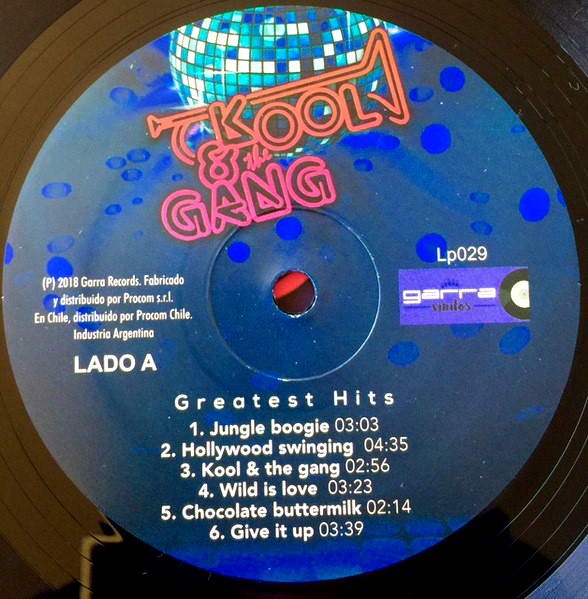 KOOL
& the
GANG
Lp029
garra
vinilos
(P) 2018 Garra Records. Fabricado
y distribuido por Procom s.r.l.
En Chile, distribuido por Procom Chile.
Industria Argentina
LADO A
Greatest Hits
1. Jungle boogie 03:03
2. Hollywood swinging 04:35
3. Kool & the gang 02:56
4. Wild is love 03:23
5. Chocolate buttermilk 02:14
6. Give it up 03:39